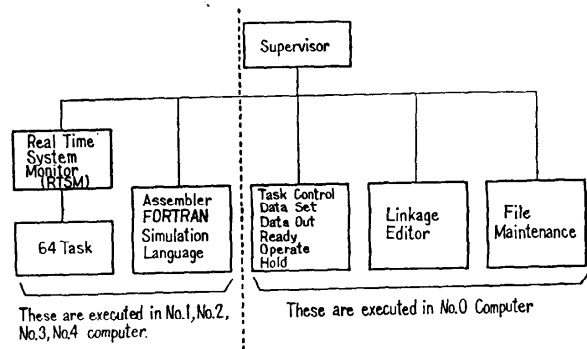 Supervisor
Real Time
System
Monitor
(RTSM)
64 Task
Assembler
FORTRAN
Simulation
Language
Task Control
Data Set
Data Out
Ready
Operate
Hold
Linkage
Editor
File
Maintenance
These are executed in No.1, No.2,
No.3, No.4 computer.
These are executed in No.0 Computer